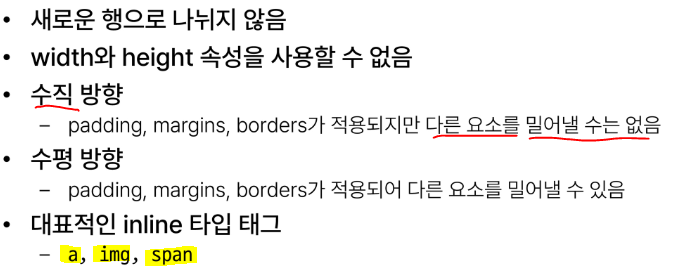 • 새로운 행으로 나뉘지 않음
• width와 height 속성을 사용할 수 없음
• 수직 방향
– padding, margins, borders가 적용되지만 다른 요소를 밀어낼 수는 없음
• 수평 방향
– padding, margins, borders가 적용되어 다른 요소를 밀어낼 수 있음
• 대표적인 inline 타입 태그
– a, img, span